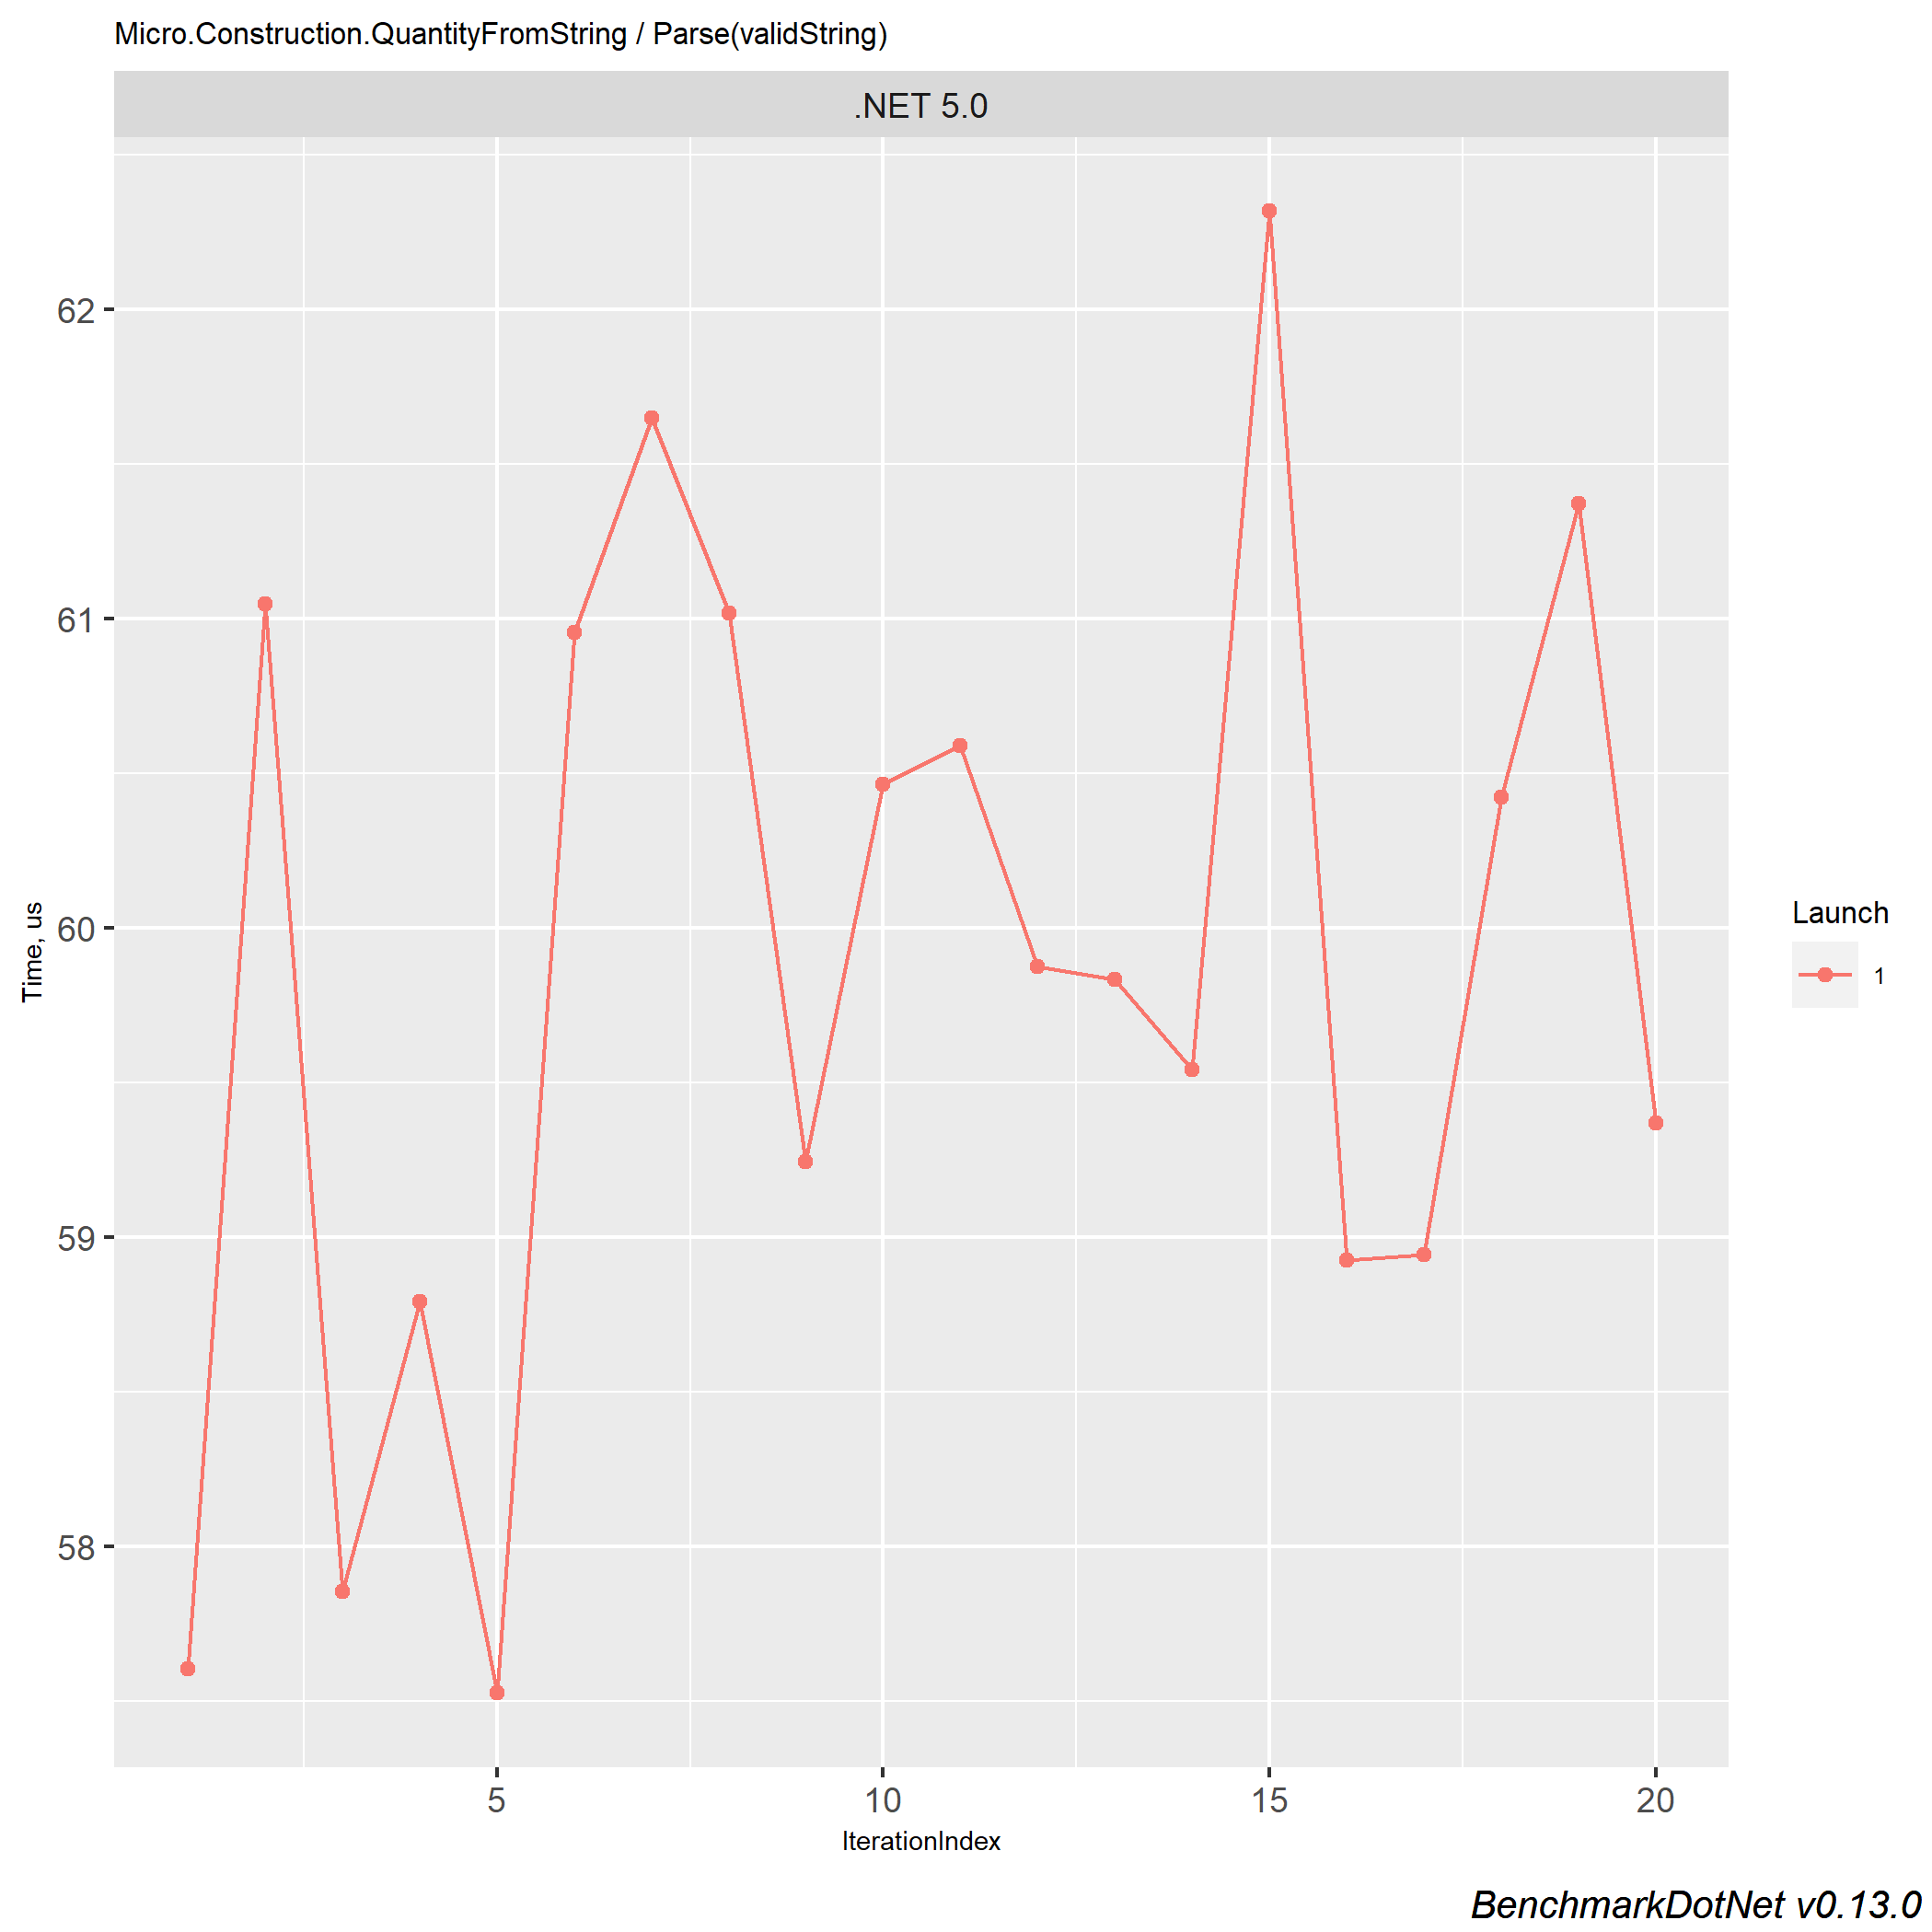 Micro.Construction.QuantityFromString / Parse(validString)
.NET 5.0
62
61
60
59
58
Time, us
5 10 15 20
IterationIndex
Launch
1
BenchmarkDotNet v0.13.0